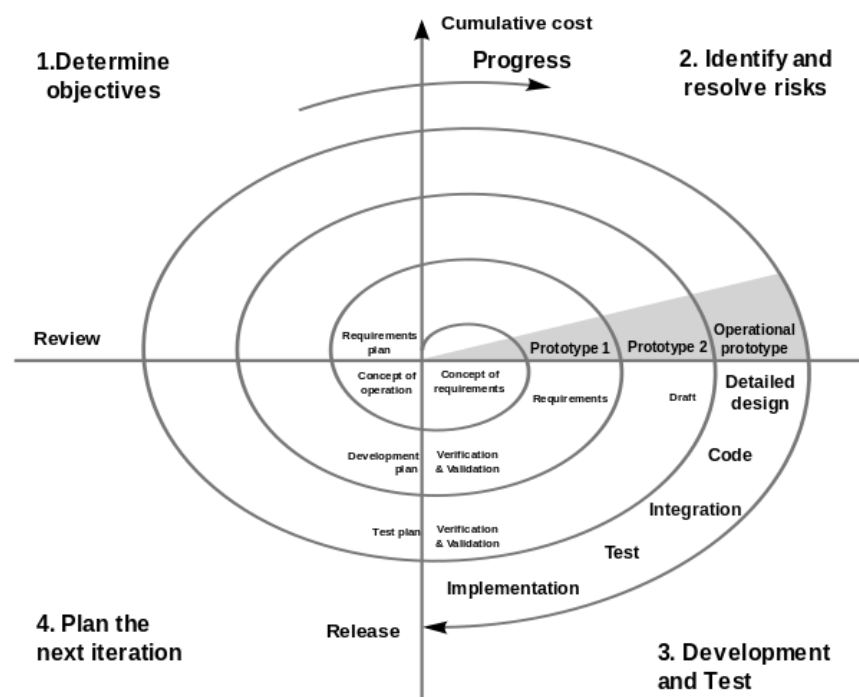 Cumulative cost
1.Determine
objectives
Progress
2. Identify and
resolve risks
Review
Requirements
plan
Prototype 1
Prototype 2
Operational
prototype
Concept of
operation
Concept of
requirements
Requirements
Draft
Detailed
design
Development
plan
Verification
& Validation
Code
Integration
Test plan
Verification
& Validation
Test
Implementation
Release
4. Plan the
next iteration
3. Development
and Test